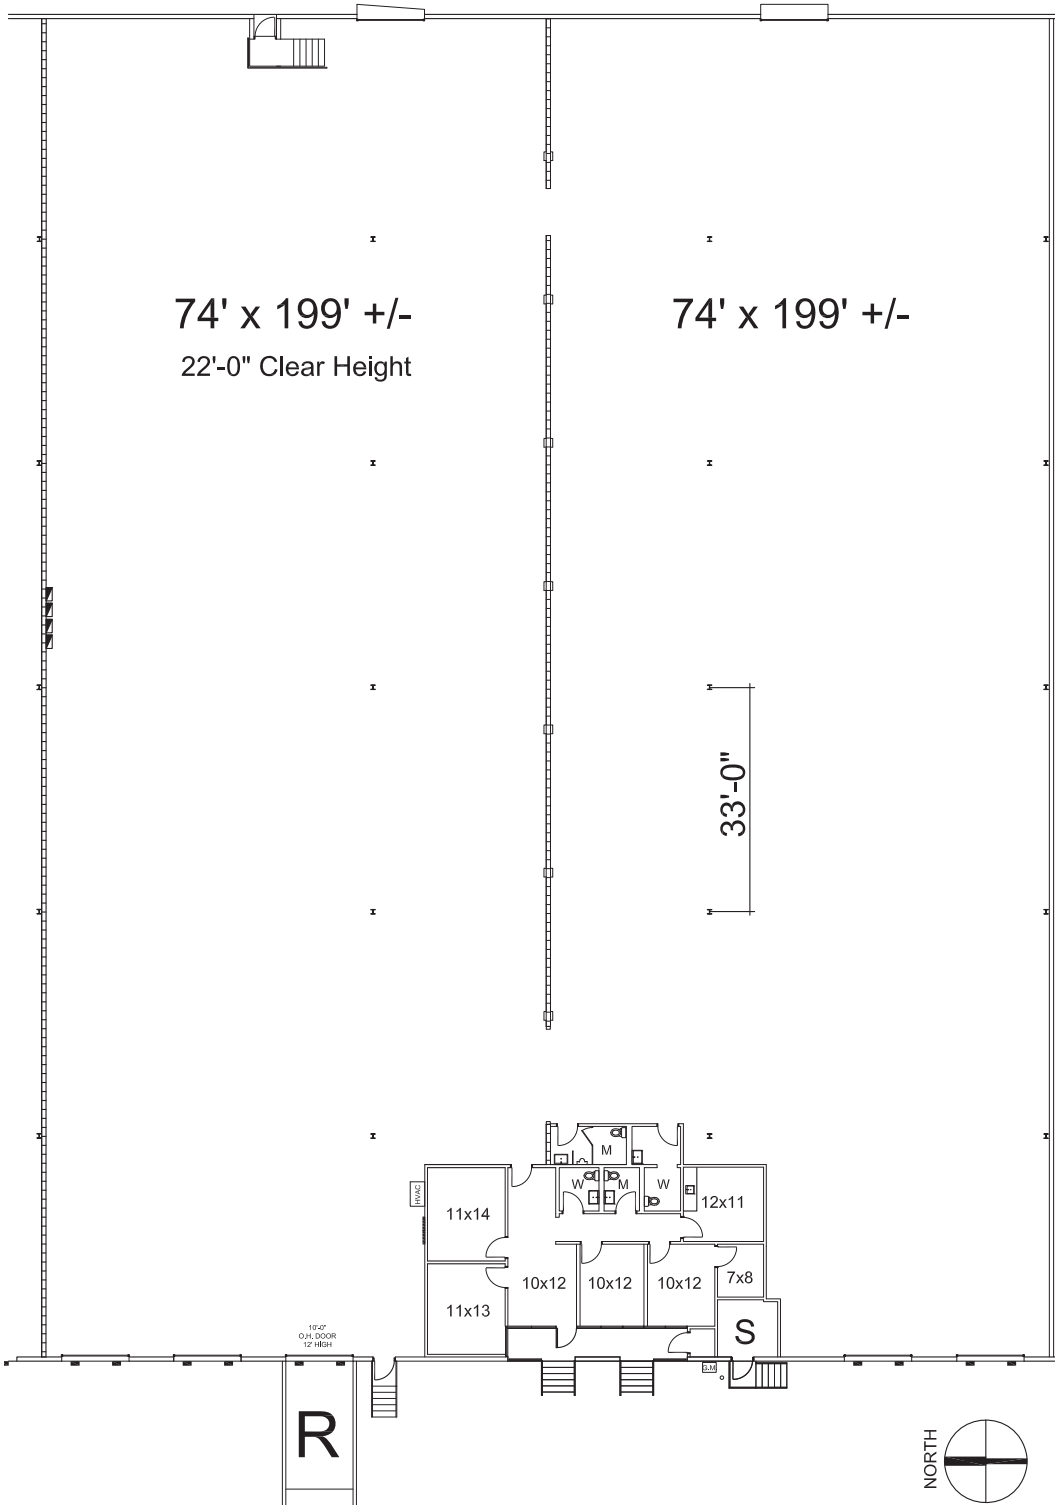 74' x 199' +/-
74' x 199' +/-
22'-0" Clear Height
33'-0"
M
W
M
W
HVAC
11x14
12x11
10x12
10x12
10x12
7x8
11x13
10'-0"
O.H. DOOR
12' HIGH
S
G.M.
R
NORTH